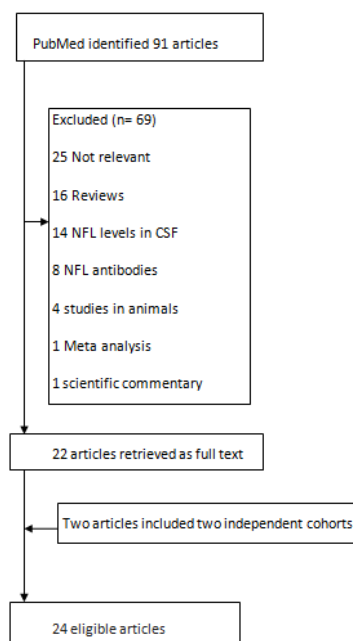 PubMed identified 91 articles
Excluded (n= 69)
25 Not relevant
16 Reviews
14 NFL levels in CSF
8 NFL antibodies
4 studies in animals
1 Meta analysis
1 scientific commentary
22 articles retrieved as full text
Two articles included two independent cohorts
24 eligible articles